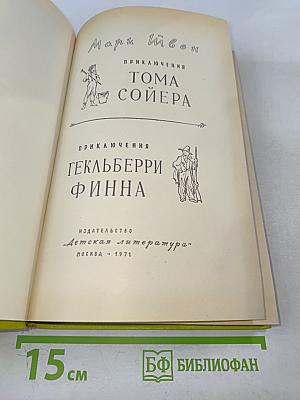 Марк Твен
ПРИКЛЮЧЕНИЯ
ТОМА
СОЙЕРА
ПРИКЛЮЧЕНИЯ
ГЕКЛЬБЕРРИ
ФИННА
ИЗДАТЕЛЬСТВО
„Детская литература"
МОСКВА - 1971
15 см
БФ БИБЛИОФАН